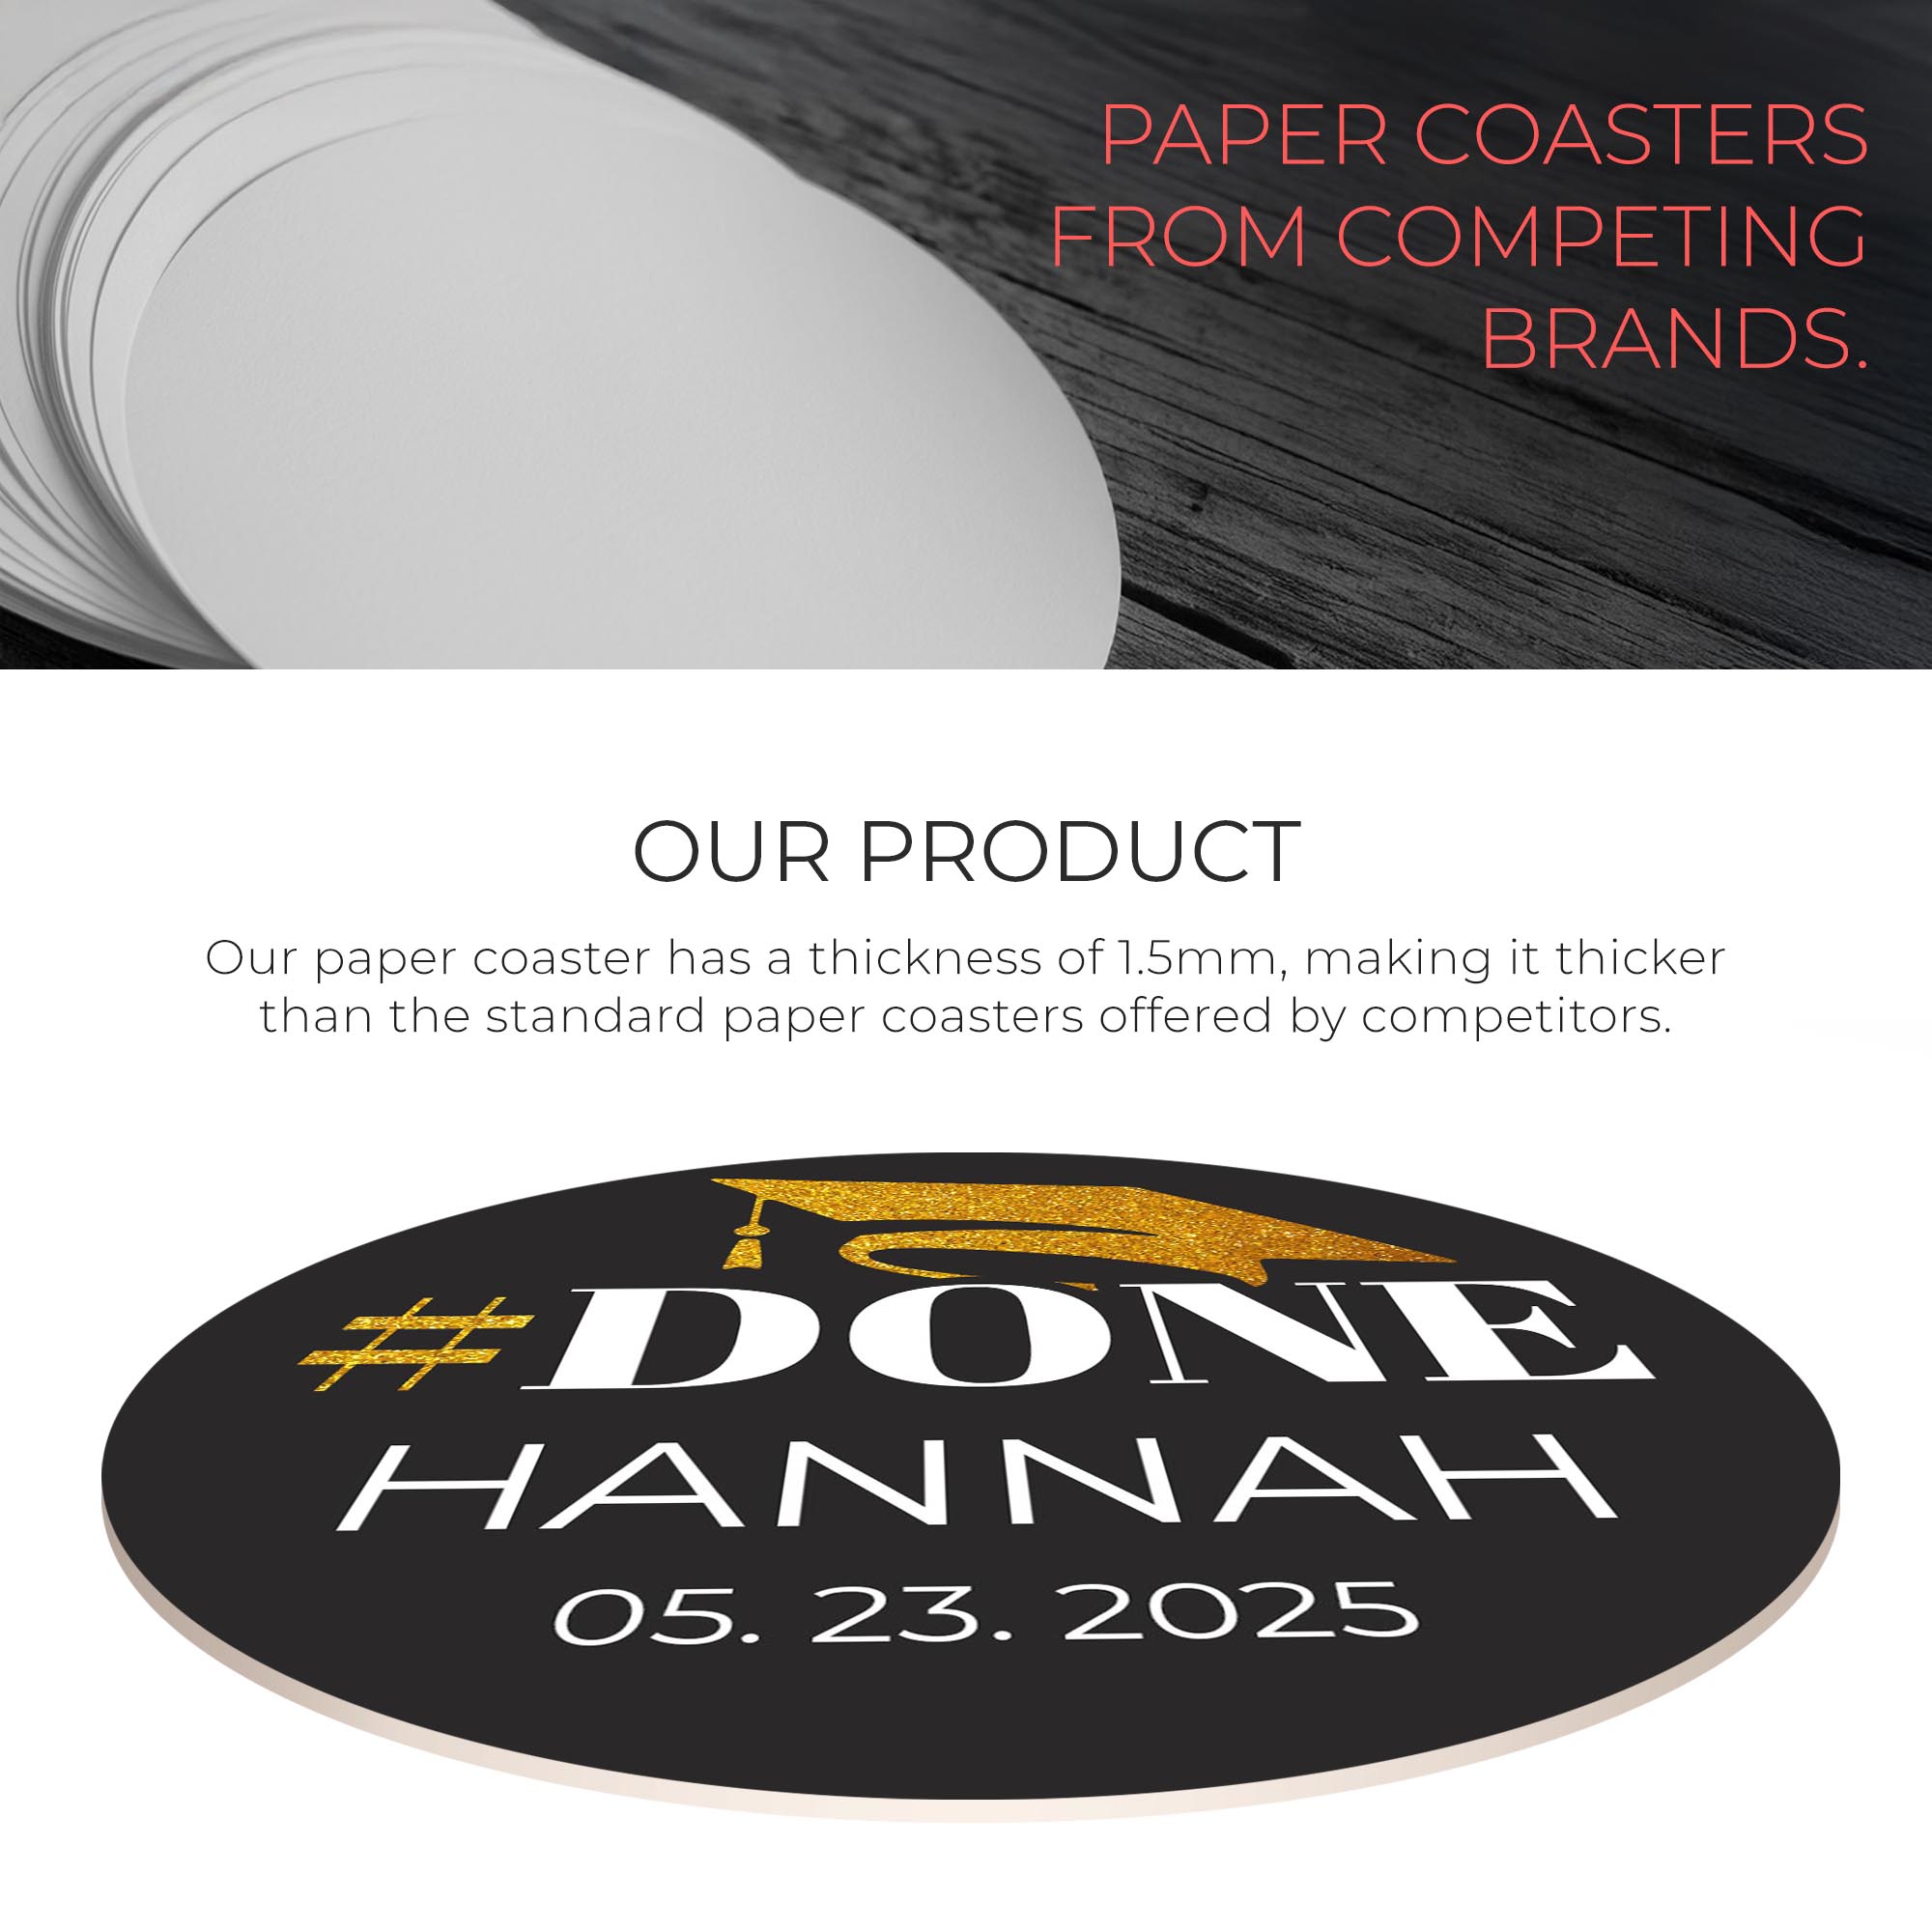 PAPER COASTERS
FROM COMPETING
BRANDS.
OUR PRODUCT
Our paper coaster has a thickness of 1.5mm, making it thicker
than the standard paper coasters offered by competitors.
#DONE
HANNAH
05. 23. 2025